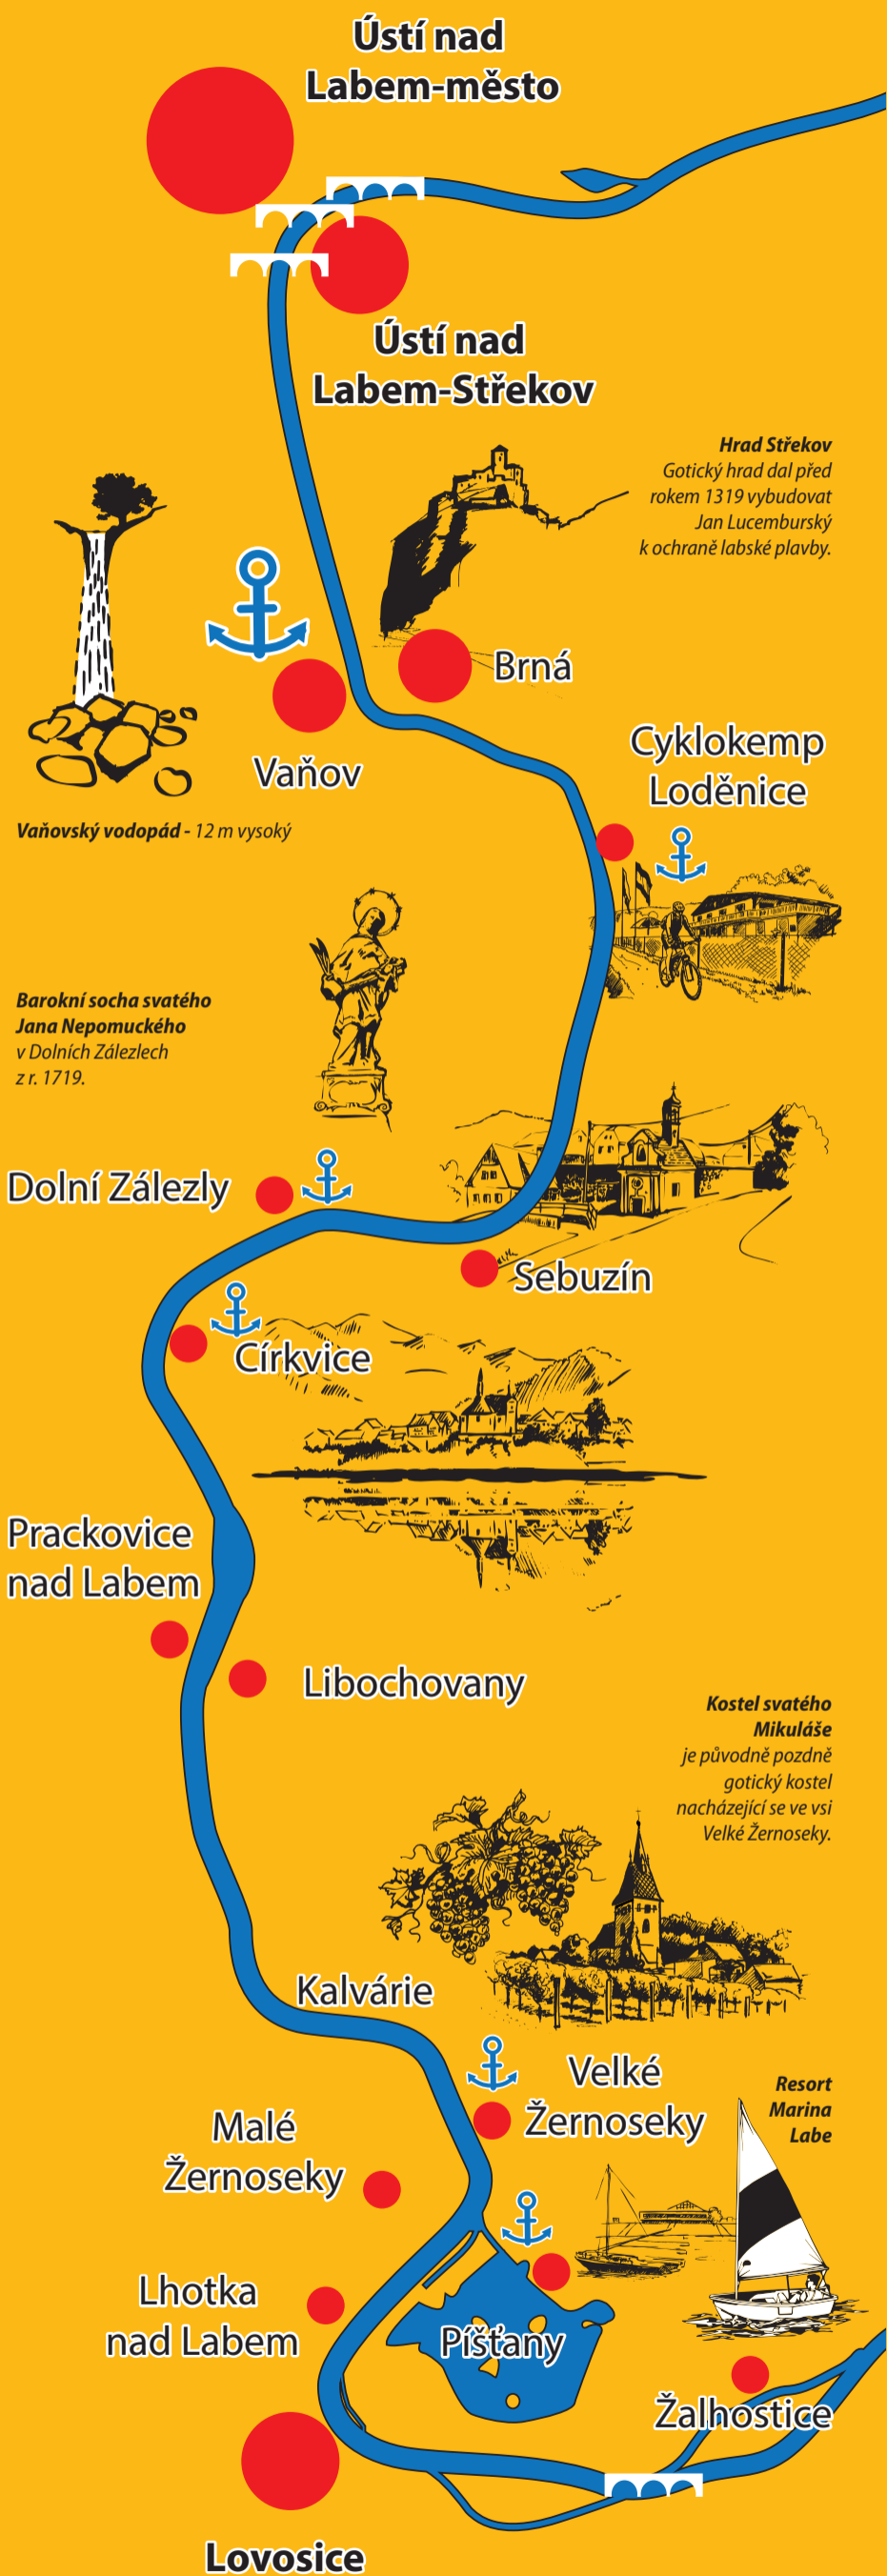 Ústí nad
Labem-město
Ústí nad
Labem-Střekov
Hrad Střekov
Gotický hrad dal před
rokem 1319 vybudovat
Jan Lucemburský
k ochraně labské plavby.
Brná
Vaňov
Cyklokemp
Loděnice
Vaňovský vodopád - 12 m vysoký
Barokní socha svatého
Jana Nepomuckého
v Dolních Zálezlech
z r. 1719.
Dolní Zálezly
Sebuzín
Církvice
Prackovice
nad Labem
Libochovany
Kostel svatého
Mikuláše
je původně pozdně
gotický kostel
nacházející se ve vsi
Velké Žernoseky.
Kalvárie
Velké
Žernoseky
Resort
Marina
Labe
Malé
Žernoseky
Lhotka
nad Labem
Píšťany
Žalhostice
Lovosice